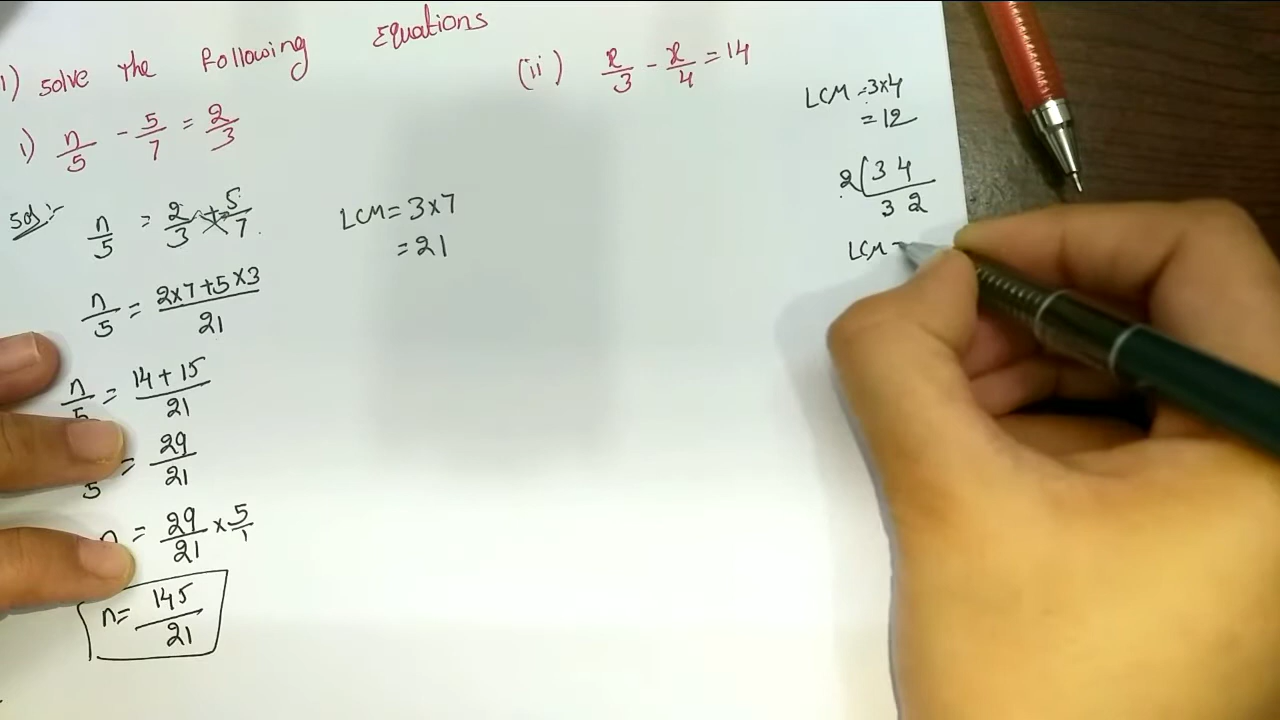 1) solve the following Equations
i) n/5 - 5/7 = 2/3
Sol:- n/5 = 2/3 + 5/7
n/5 = 2x7+5x3/21
n/5 = 14+15/21
5 = 29/21
n = 29/21 x 5/1
n= 145/21
LCM = 3x7
= 21
(ii) x/3 - x/4 = 14
LCM = 3x4
= 12
2 ( 3 4
3 2
LCM =